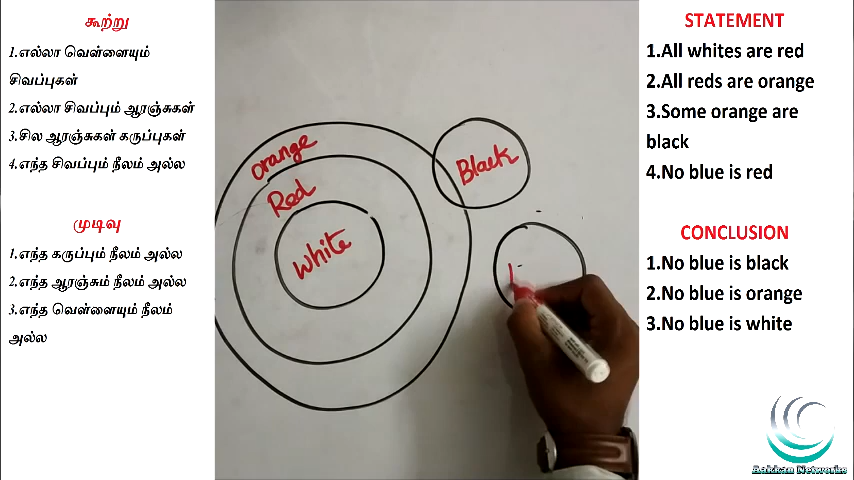 கூற்று
1.எல்லா வெள்ளையும்
சிவப்புகள்
2.எல்லா சிவப்பும் ஆரஞ்சுகள்
3.சில ஆரஞ்சுகள் கருப்புகள்
4.எந்த சிவப்பும் நீலம் அல்ல
முடிவு
1.எந்த கருப்பும் நீலம் அல்ல
2.எந்த ஆரஞ்சும் நீலம் அல்ல
3.எந்த வெள்ளையும் நீலம்
அல்ல
orange
Red
White
Black
STATEMENT
1.All whites are red
2.All reds are orange
3.Some orange are
black
4.No blue is red
CONCLUSION
1.No blue is black
2.No blue is orange
3.No blue is white
Aakkan Networks